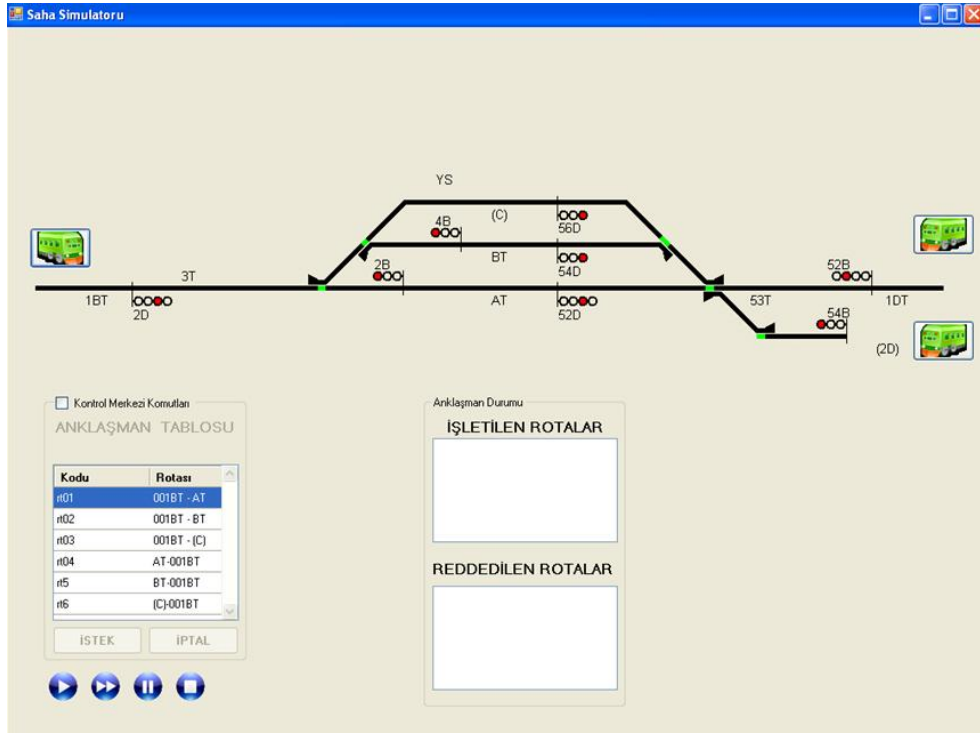 Saha Simulatoru
YS
(C)
56D
4B
BT
54D
2B
52B
3T
1BT
2D
AT
52D
53T
1DT
54B
(2D)
Kontrol Merkezi Komutları
ANKLAŞMAN TABLOSU
Kodu Rotası
rt01 001BT - AT
rt02 001BT - BT
rt03 001BT - (C)
rt04 AT-001BT
rt5 BT-001BT
rt6 (C)-001BT
İSTEK İPTAL
Anklaşman Durumu
İŞLETİLEN ROTALAR
REDDEDİLEN ROTALAR